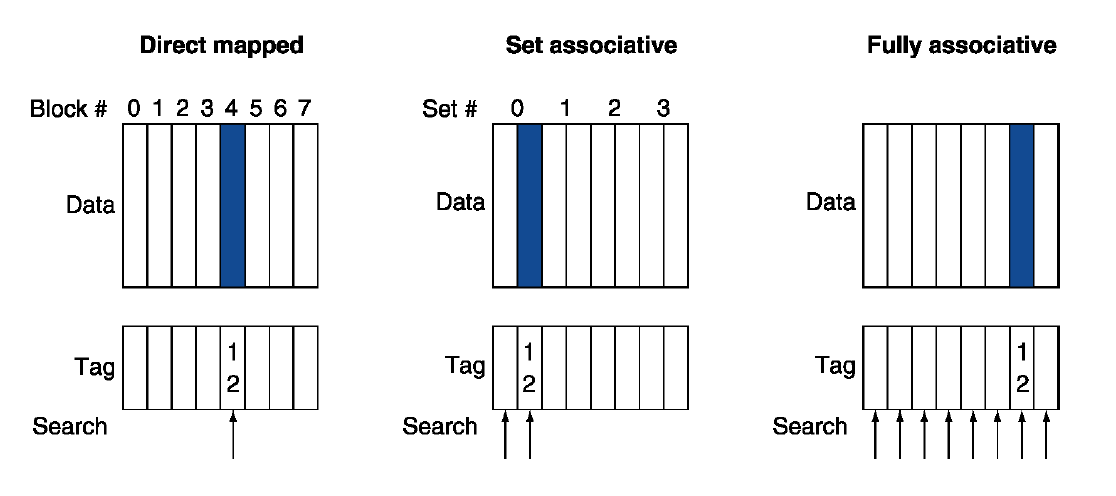 Direct mapped
Block # 0 1 2 3 4 5 6 7
Data
Tag
1
2
Search
Set associative
Set # 0 1 2 3
Data
Tag
1
2
Search
Fully associative
Data
Tag
1
2
Search